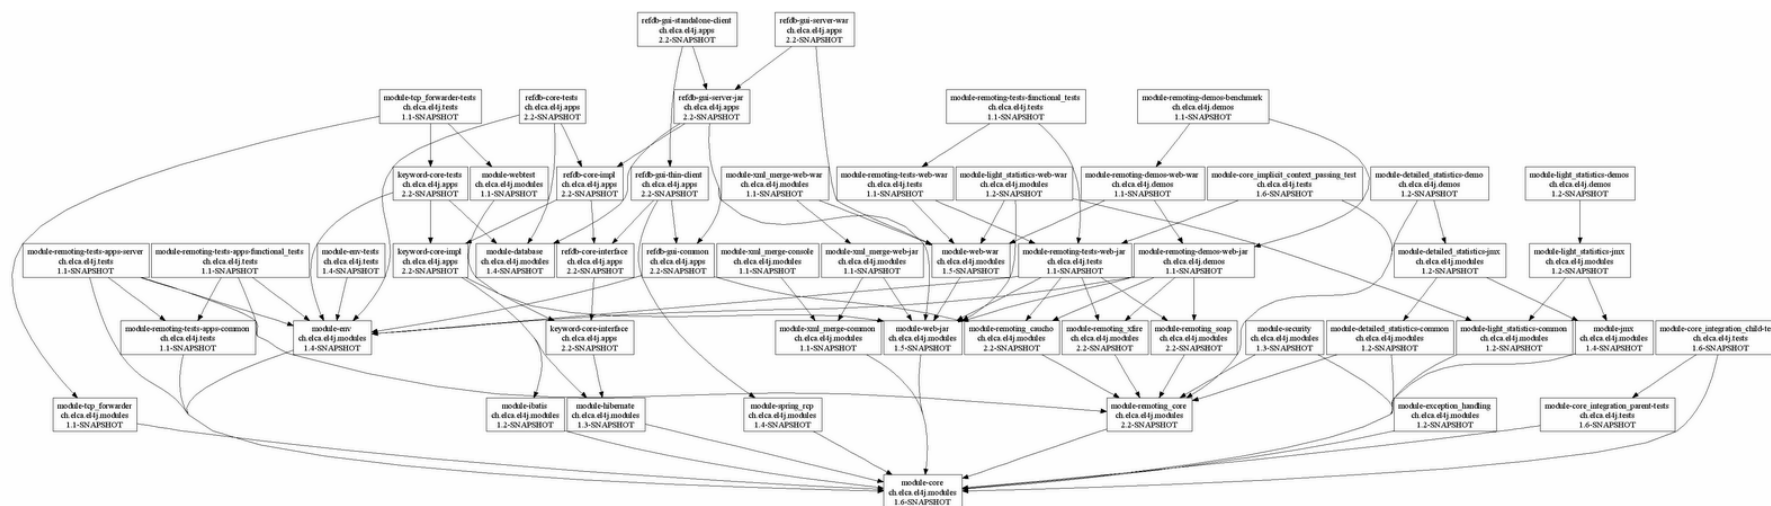 refdb-gui-standalone-client
ch.elca.el4j.apps
2.2-SNAPSHOT
refdb-gui-server-war
ch.elca.el4j.apps
2.2-SNAPSHOT
module-tcp_forwarder-tests
ch.elca.el4j.tests
1.1-SNAPSHOT
refdb-core-tests
ch.elca.el4j.apps
2.2-SNAPSHOT
refdb-gui-server-jar
ch.elca.el4j.apps
2.2-SNAPSHOT
module-remoting-tests-functional_tests
ch.elca.el4j.tests
1.1-SNAPSHOT
module-remoting-demos-benchmark
ch.elca.el4j.demos
1.1-SNAPSHOT
keyword-core-tests
ch.elca.el4j.apps
2.2-SNAPSHOT
module-webtest
ch.elca.el4j.modules
1.1-SNAPSHOT
refdb-core-impl
ch.elca.el4j.apps
2.2-SNAPSHOT
refdb-gui-thin-client
ch.elca.el4j.apps
2.2-SNAPSHOT
module-xml_merge-web-war
ch.elca.el4j.modules
1.1-SNAPSHOT
module-remoting-tests-web-war
ch.elca.el4j.tests
1.1-SNAPSHOT
module-light_statistics-web-war
ch.elca.el4j.modules
1.2-SNAPSHOT
module-remoting-demos-web-war
ch.elca.el4j.demos
1.1-SNAPSHOT
module-core_implisit_context_passing_test
ch.elca.el4j.tests
1.6-SNAPSHOT
module-detailed_statistics-demo
ch.elca.el4j.demos
1.2-SNAPSHOT
module-light_statistics-demos
ch.elca.el4j.demos
1.2-SNAPSHOT
module-remoting-tests-apps-server
ch.elca.el4j.tests
1.1-SNAPSHOT
module-remoting-tests-apps-functional_tests
ch.elca.el4j.tests
1.1-SNAPSHOT
module-env-tests
ch.elca.el4j.tests
1.4-SNAPSHOT
keyword-core-impl
ch.elca.el4j.apps
2.2-SNAPSHOT
module-database
ch.elca.el4j.modules
1.4-SNAPSHOT
refdb-core-interface
ch.elca.el4j.apps
2.2-SNAPSHOT
refdb-gui-common
ch.elca.el4j.apps
2.2-SNAPSHOT
module-xml_merge-console
ch.elca.el4j.modules
1.1-SNAPSHOT
module-xml_merge-web-jar
ch.elca.el4j.modules
1.1-SNAPSHOT
module-web-war
ch.elca.el4j.modules
1.5-SNAPSHOT
module-remoting-tests-web-jar
ch.elca.el4j.tests
1.1-SNAPSHOT
module-remoting-demos-web-jar
ch.elca.el4j.demos
1.1-SNAPSHOT
module-detailed_statistics-jmx
ch.elca.el4j.modules
1.2-SNAPSHOT
module-light_statistics-jmx
ch.elca.el4j.modules
1.2-SNAPSHOT
module-remoting-tests-apps-common
ch.elca.el4j.tests
1.1-SNAPSHOT
module-env
ch.elca.el4j.modules
1.4-SNAPSHOT
keyword-core-interface
ch.elca.el4j.apps
2.2-SNAPSHOT
module-xml_merge-common
ch.elca.el4j.modules
1.1-SNAPSHOT
module-web-jar
ch.elca.el4j.modules
1.5-SNAPSHOT
module-remoting_caucho
ch.elca.el4j.modules
2.2-SNAPSHOT
module-remoting_xfire
ch.elca.el4j.modules
2.2-SNAPSHOT
module-remoting_soap
ch.elca.el4j.modules
2.2-SNAPSHOT
module-security
ch.elca.el4j.modules
1.3-SNAPSHOT
module-detailed_statistics-common
ch.elca.el4j.modules
1.2-SNAPSHOT
module-light_statistics-common
ch.elca.el4j.modules
1.2-SNAPSHOT
module-jmx
ch.elca.el4j.modules
1.4-SNAPSHOT
module-core_integration_child-te
ch.elca.el4j.tests
1.6-SNAPSHOT
module-tcp_forwarder
ch.elca.el4j.modules
1.1-SNAPSHOT
module-ibatis
ch.elca.el4j.modules
1.2-SNAPSHOT
module-hibernate
ch.elca.el4j.modules
1.3-SNAPSHOT
module-spring_rcp
ch.elca.el4j.modules
1.4-SNAPSHOT
module-remoting_core
ch.elca.el4j.modules
2.2-SNAPSHOT
module-exception_handling
ch.elca.el4j.modules
1.2-SNAPSHOT
module-core_integration_parent-tests
ch.elca.el4j.tests
1.6-SNAPSHOT
module-core
ch.elca.el4j.modules
1.6-SNAPSHOT